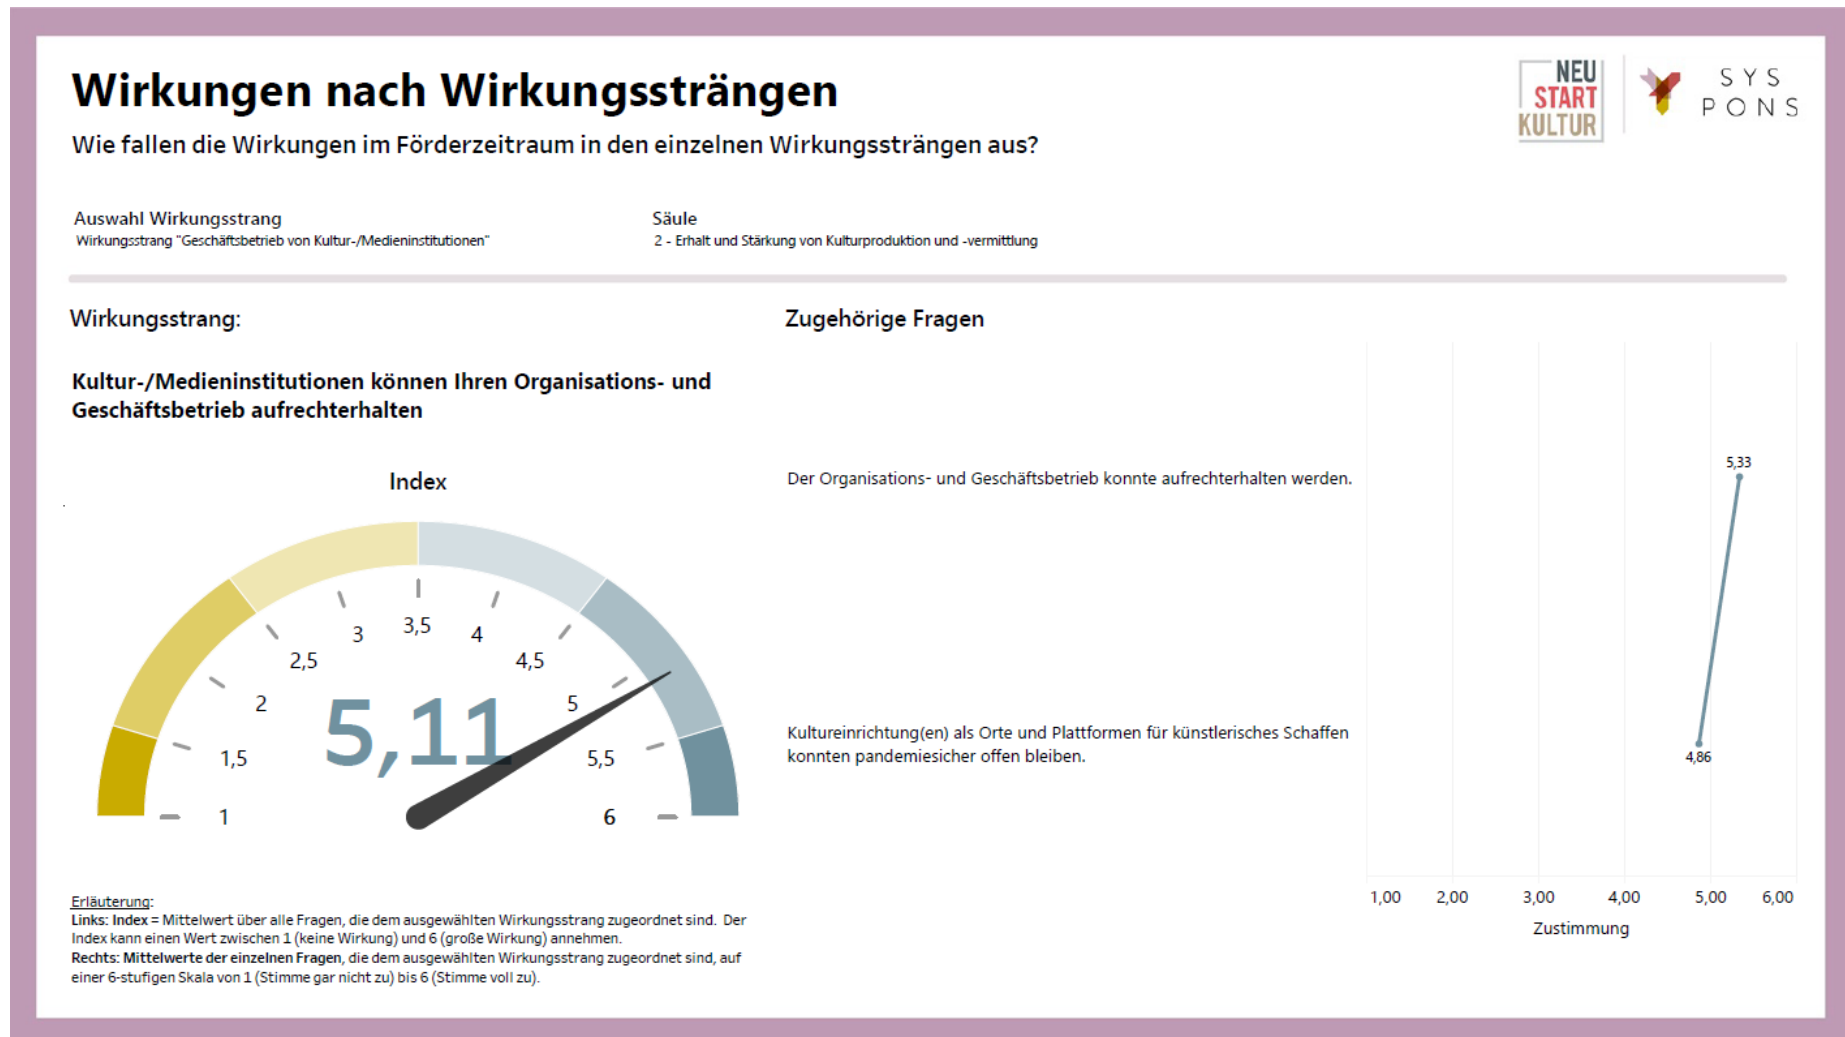 Wirkungen nach Wirkungssträngen
Wie fallen die Wirkungen im Förderzeitraum in den einzelnen Wirkungssträngen aus?
NEU
START
KULTUR
SYS
PONS
Auswahl Wirkungsstrang
Wirkungsstrang "Geschäftsbetrieb von Kultur-/Medieninstitutionen"
Säule
2 - Erhalt und Stärkung von Kulturproduktion und -vermittlung
Wirkungsstrang:
Kultur-/Medieninstitutionen können Ihren Organisations- und
Geschäftsbetrieb aufrechterhalten
Index
1
1,5
2
2,5
3
3,5
4
4,5
5
5,5
6
5,11
Erläuterung:
Links: Index = Mittelwert über alle Fragen, die dem ausgewählten Wirkungsstrang zugeordnet sind. Der
Index kann einen Wert zwischen 1 (keine Wirkung) und 6 (große Wirkung) annehmen.
Rechts: Mittelwerte der einzelnen Fragen, die dem ausgewählten Wirkungsstrang zugeordnet sind, auf
einer 6-stufigen Skala von 1 (Stimme gar nicht zu) bis 6 (Stimme voll zu).
Zugehörige Fragen
Der Organisations- und Geschäftsbetrieb konnte aufrechterhalten werden.
5,33
Kultureinrichtung(en) als Orte und Plattformen für künstlerisches Schaffen
konnten pandemiesicher offen bleiben.
4,86
1,00 2,00 3,00 4,00 5,00 6,00
Zustimmung